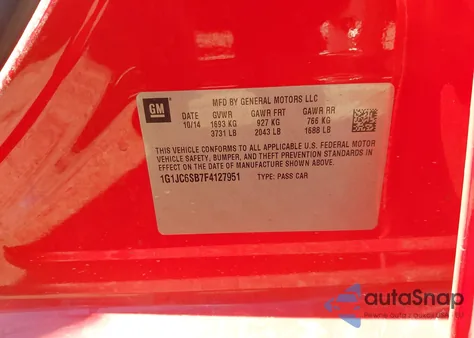 GM
MFD BY GENERAL MOTORS LLC
DATE GVWR GAWR FRT GAWR RR
10/14 1693 KG 927 KG 766 KG
3731 LB 2043 LB 1688 LB
THIS VEHICLE CONFORMS TO ALL APPLICABLE U.S. FEDERAL MOTOR
VEHICLE SAFETY, BUMPER, AND THEFT PREVENTION STANDARDS IN
EFFECT ON THE DATE OF MANUFACTURE SHOWN ABOVE.
1G1JC6SB7F4127951 TYPE: PASS CAR
autoSnap